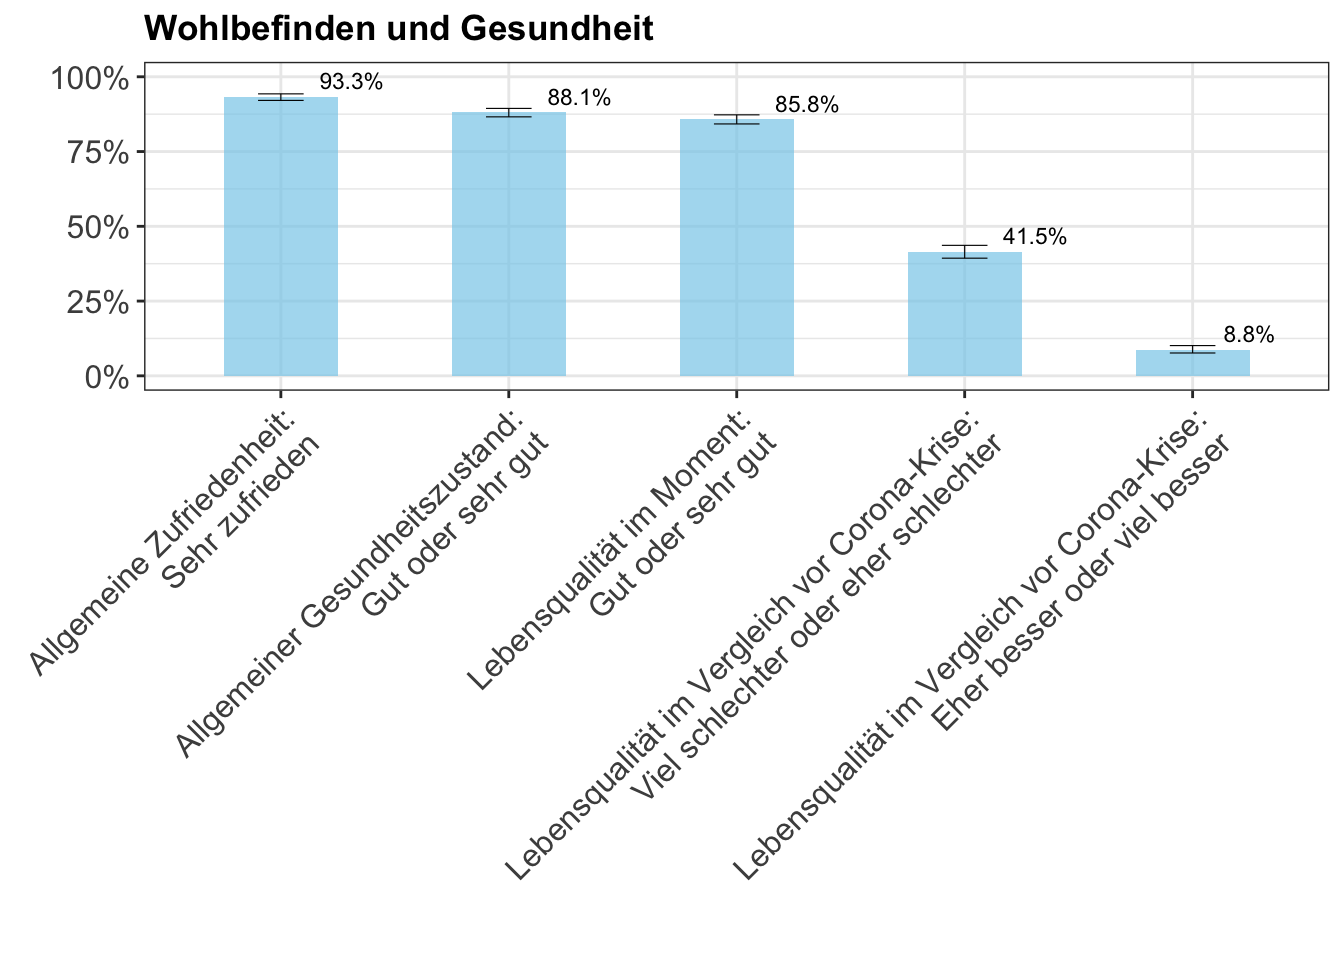 Wohlbefinden und Gesundheit
100%
75%
50%
25%
0%
93.3%
88.1%
85.8%
41.5%
8.8%
Allgemeine Zufriedenheit:
Sehr zufrieden
Allgemeiner Gesundheitszustand:
Gut oder sehr gut
Lebensqualität im Moment:
Gut oder sehr gut
Lebensqualität im Vergleich vor Corona-Krise:
Viel schlechter oder eher schlechter
Lebensqualität im Vergleich vor Corona-Krise:
Eher besser oder viel besser